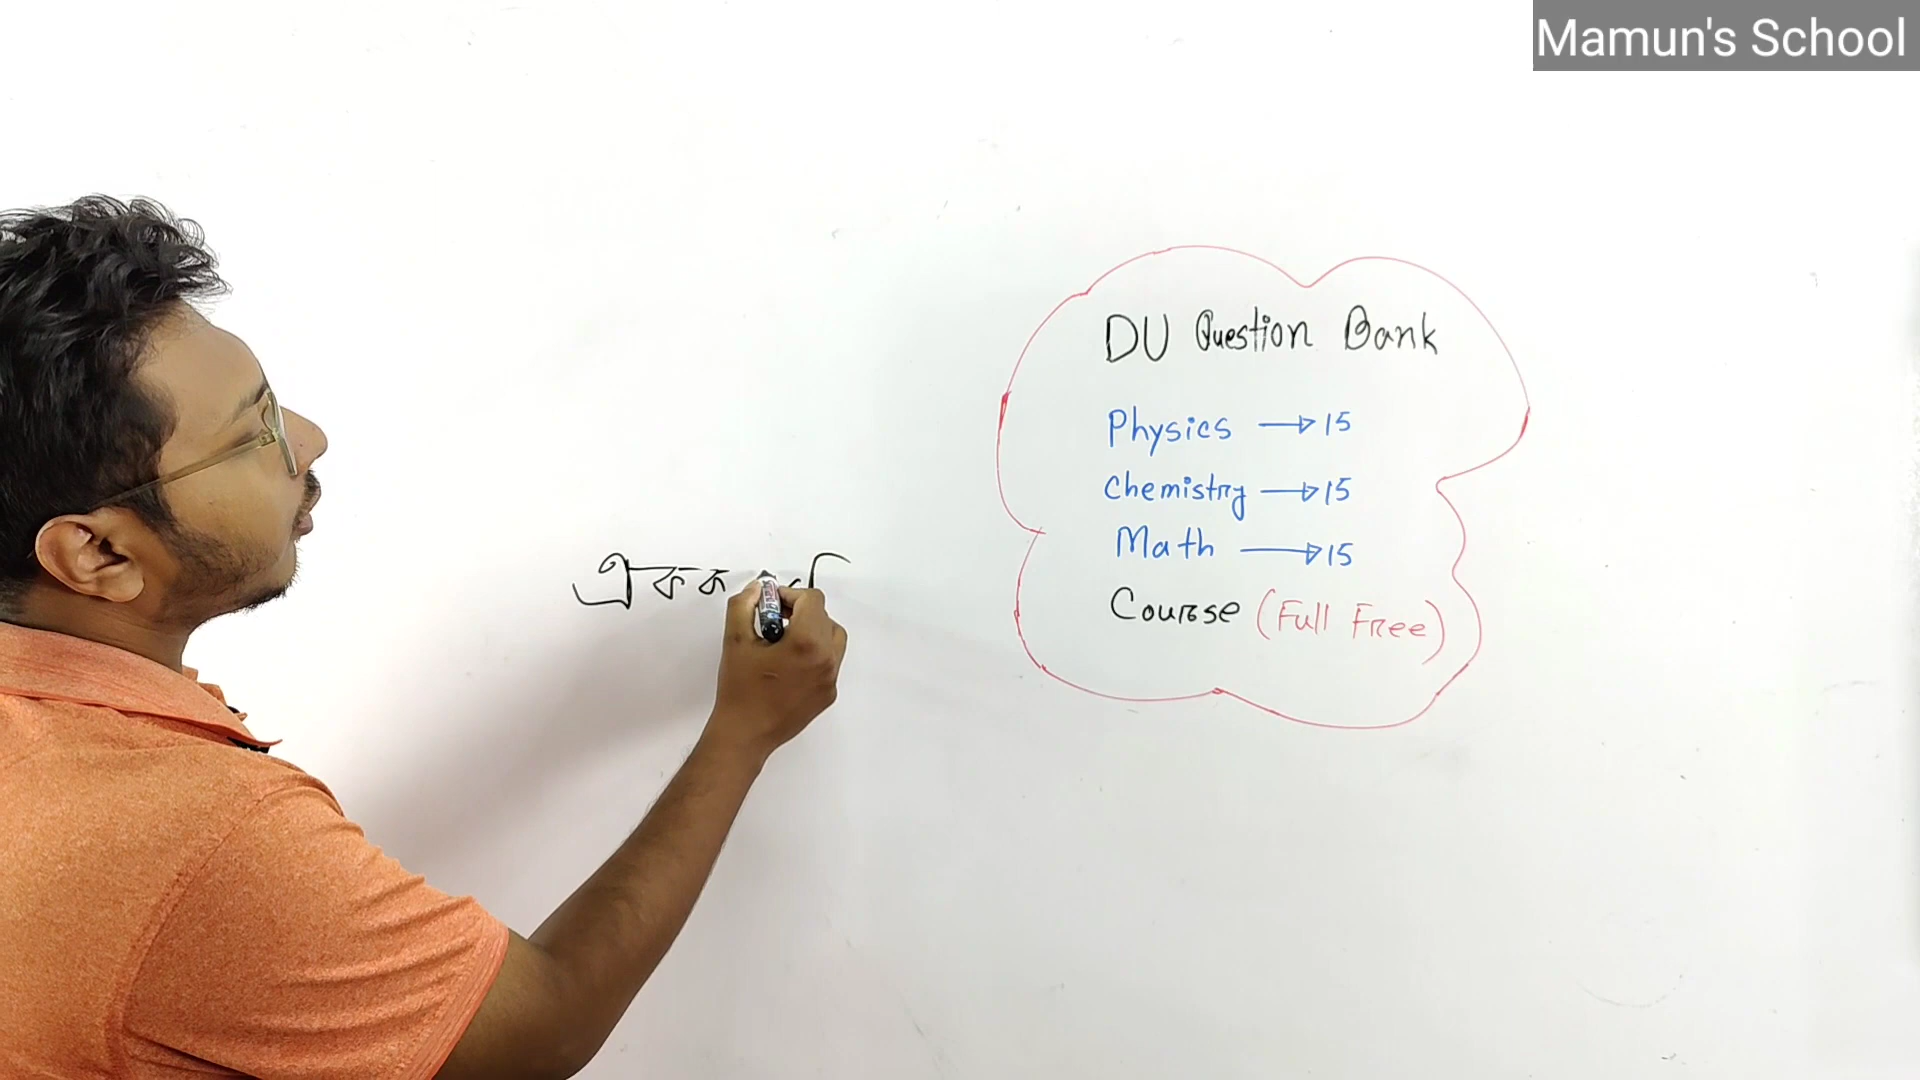 Mamun's School
DU Question Bank
Physics → 15
Chemistry → 15
Math → 15
Course (Full Free)
একক